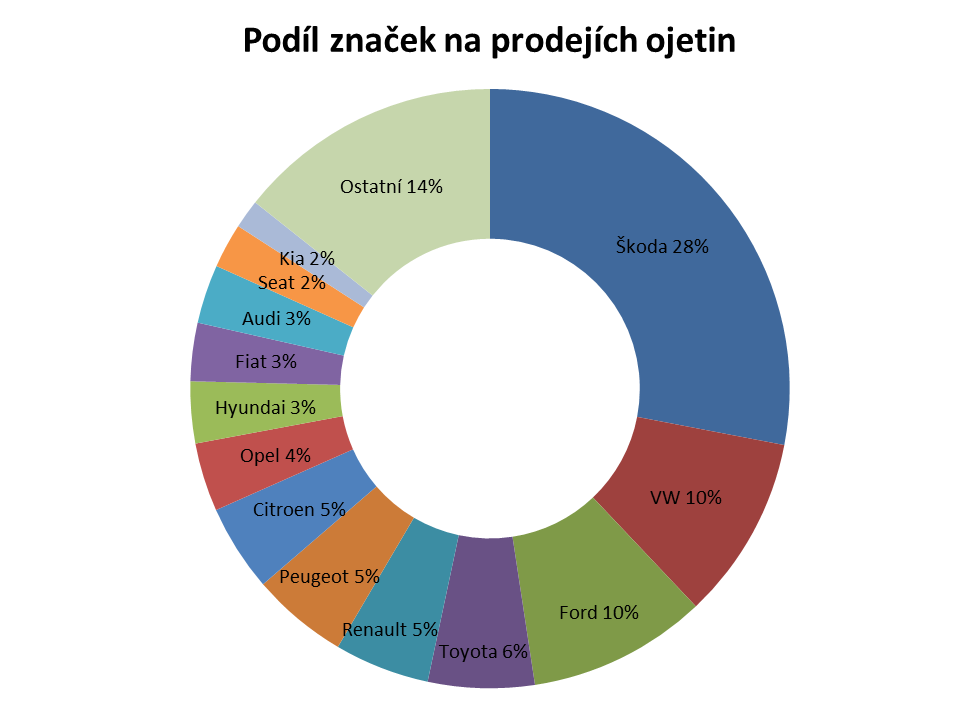 Podíl značek na prodejích ojetin
Škoda 28%
VW 10%
Ford 10%
Toyota 6%
Renault 5%
Peugeot 5%
Citroen 5%
Opel 4%
Hyundai 3%
Fiat 3%
Audi 3%
Seat 2%
Kia 2%
Ostatní 14%